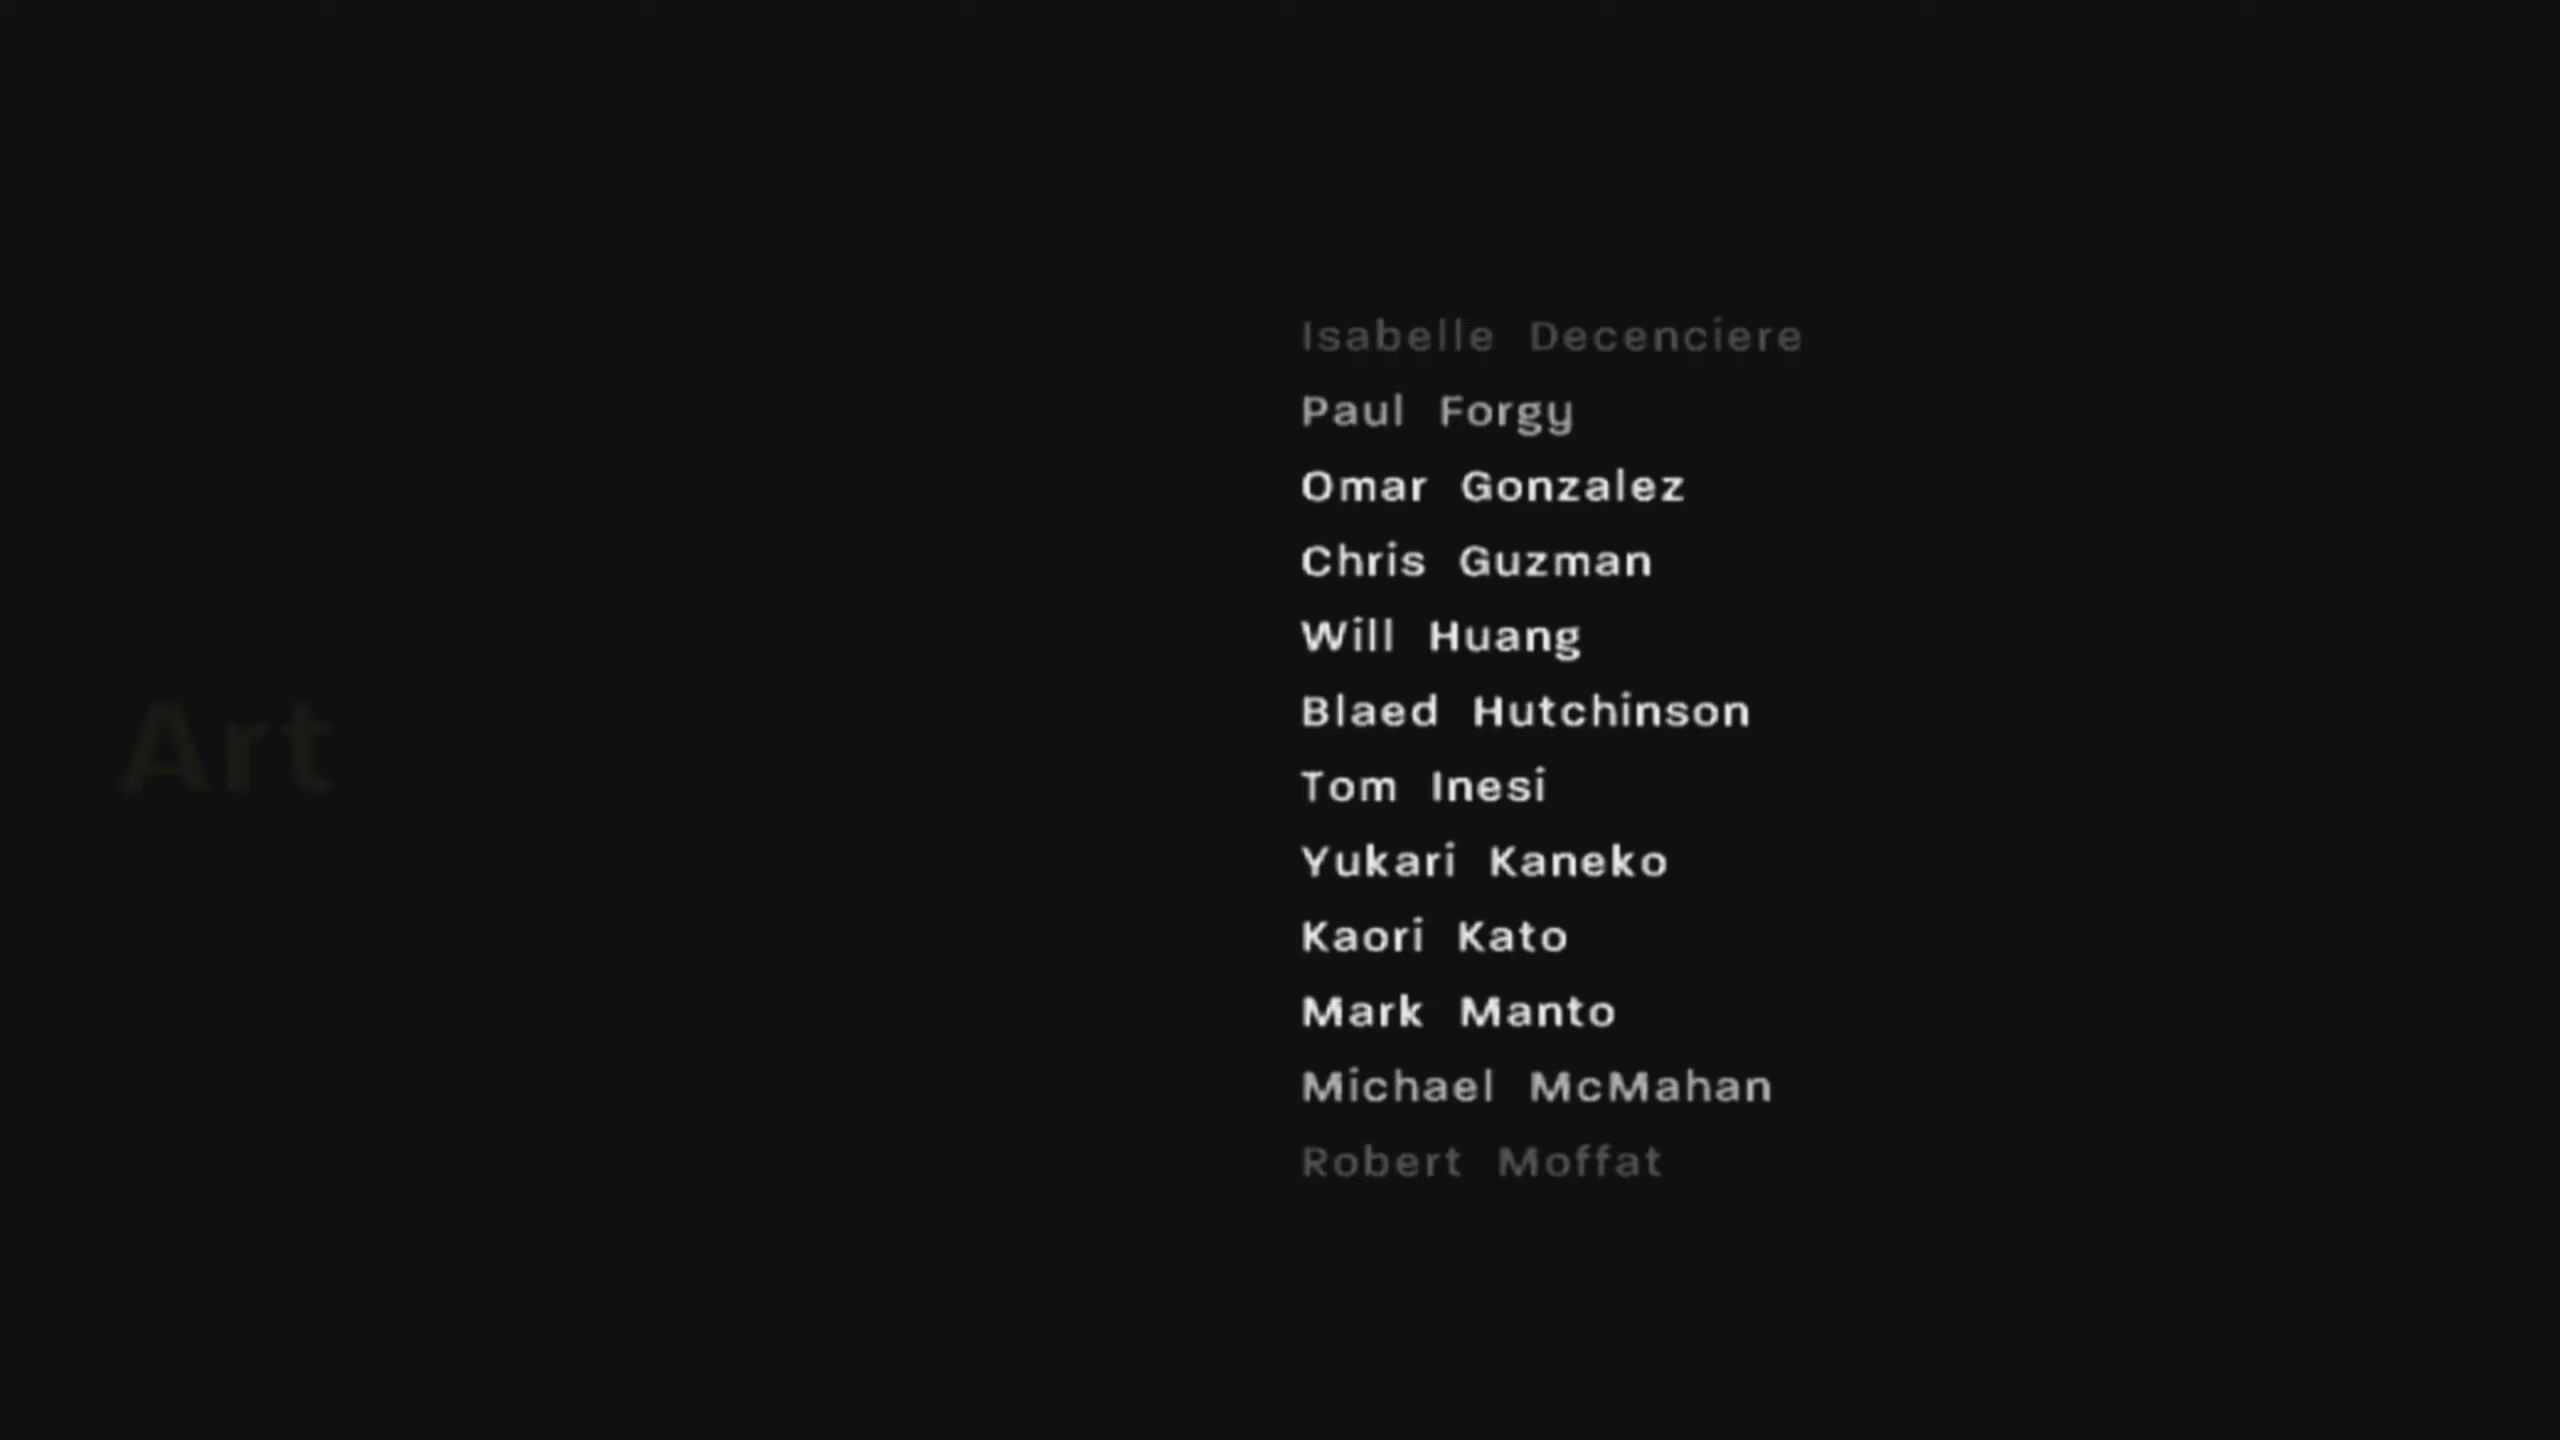 Art
Isabelle Decenciere
Paul Forgy
Omar Gonzalez
Chris Guzman
Will Huang
Blaed Hutchinson
Tom Inesi
Yukari Kaneko
Kaori Kato
Mark Manto
Michael McMahan
Robert Moffat